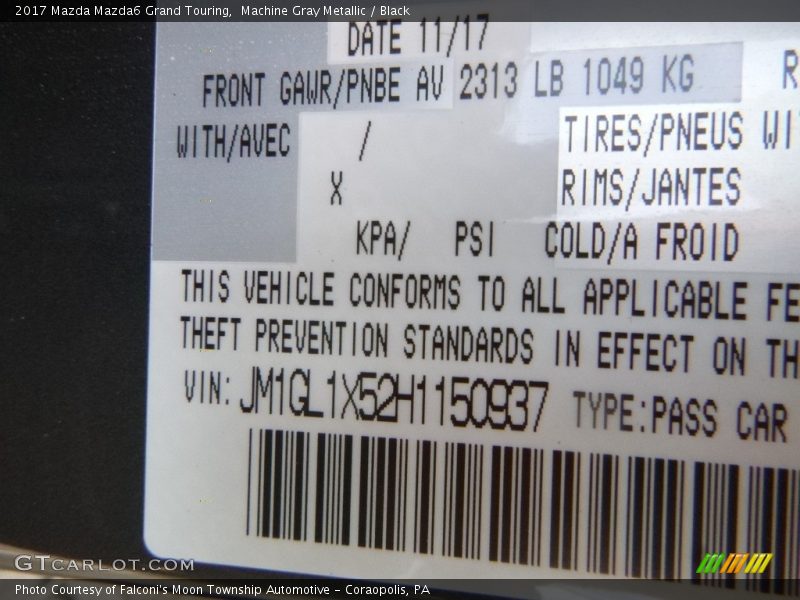 2017 Mazda Mazda6 Grand Touring, Machine Gray Metallic / Black
DATE 11/17
FRONT GAWR/PNBE AV 2313 LB 1049 KG R
WITH/AVEC / TIRES/PNEUS WI
X RIMS/JANTES
KPA/ PSI COLD/A FROID
THIS VEHICLE CONFORMS TO ALL APPLICABLE FE
THEFT PREVENTION STANDARDS IN EFFECT ON TH
VIN: JM1GL1X52H1150937 TYPE:PASS CAR
GTCARLOT.COM
Photo Courtesy of Falconi's Moon Township Automotive - Coraopolis, PA